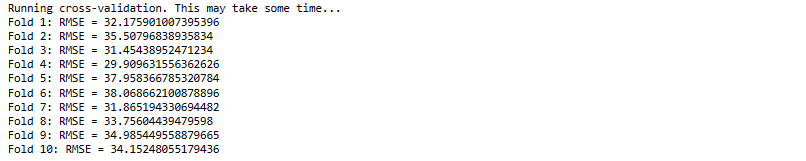 Running cross-validation. This may take some time...
Fold 1: RMSE = 32.175901007395396
Fold 2: RMSE = 35.50796838935834
Fold 3: RMSE = 31.45438952471234
Fold 4: RMSE = 29.909631556362626
Fold 5: RMSE = 37.958366785320784
Fold 6: RMSE = 38.068662100878896
Fold 7: RMSE = 31.865194330694482
Fold 8: RMSE = 33.75604439479598
Fold 9: RMSE = 34.985449558879665
Fold 10: RMSE = 34.15248055179436